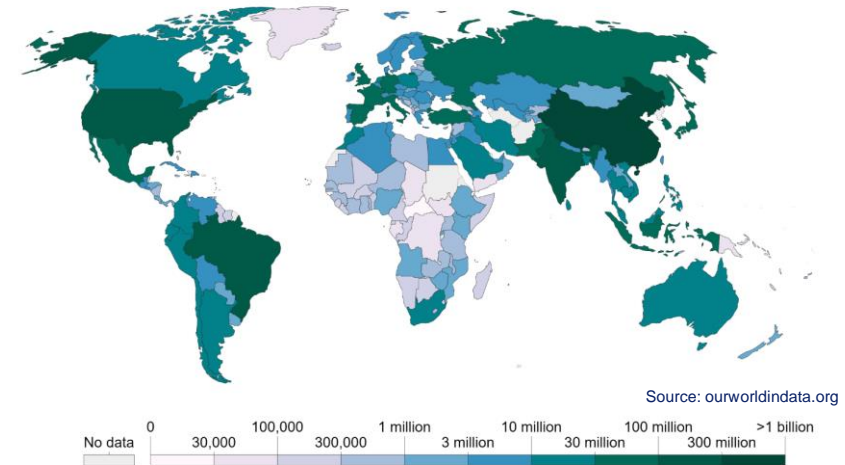 Source: ourworldindata.org
0 100,000 1 million 10 million 100 million >1 billion
No data 30,000 300,000 3 million 30 million 300 million